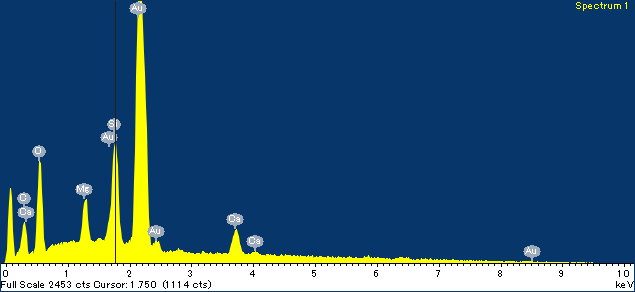 Spectrum 1
Au
Si
Au
O
Mg
C
Ca
Au
Ca
Ca
Au
0 1 2 3 4 5 6 7 8 9 10
Full Scale 2453 cts Cursor: 1.750 (1114 cts) keV